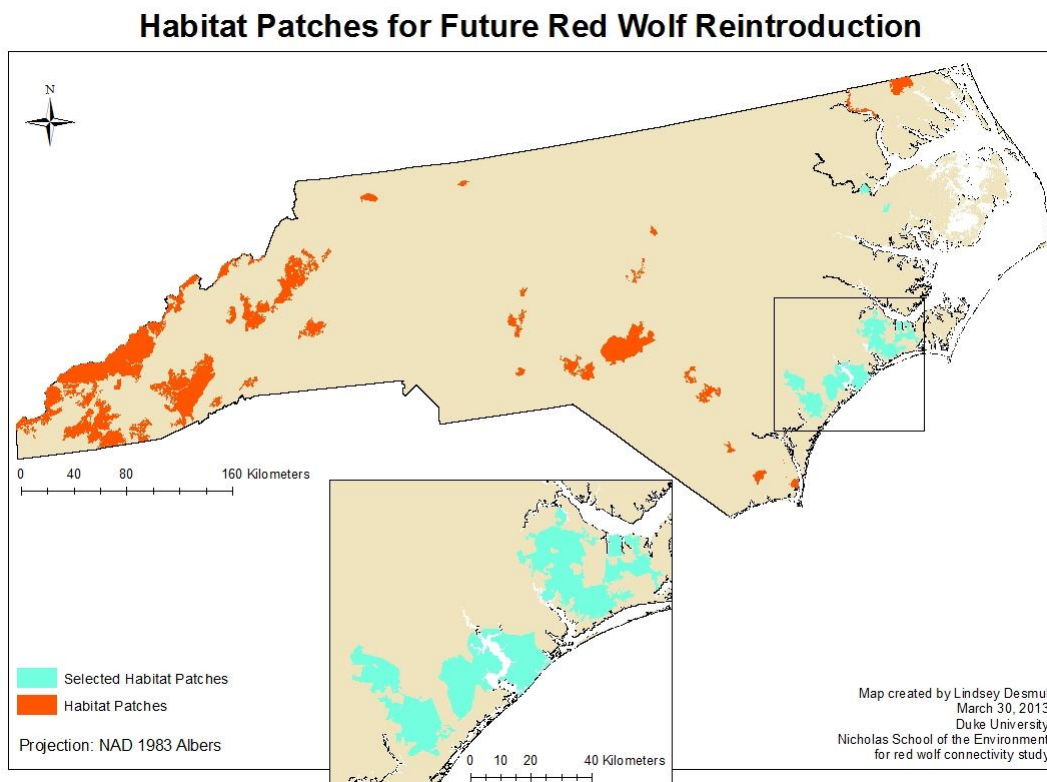 Habitat Patches for Future Red Wolf Reintroduction
N
0 40 80 160 Kilometers
Selected Habitat Patches
Habitat Patches
Projection: NAD 1983 Albers
0 10 20 40 Kilometers
Map created by Lindsey
March 30, 2013
Duke University
Nicholas School of the Environment
for red wolf connectivity study